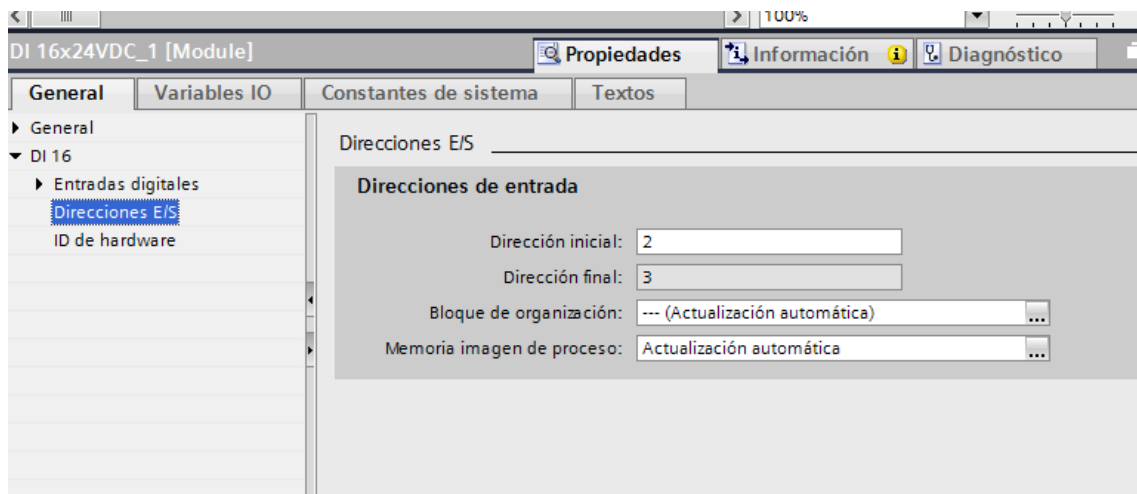 100%
DI 16x24VDC_1 [Module]
Propiedades
Información
Diagnóstico
General
Variables IO
Constantes de sistema
Textos
General
DI 16
Entradas digitales
Direcciones E/S
ID de hardware
Direcciones E/S
Direcciones de entrada
Dirección inicial: 2
Dirección final: 3
Bloque de organización: --- (Actualización automática) ...
Memoria imagen de proceso: Actualización automática ...